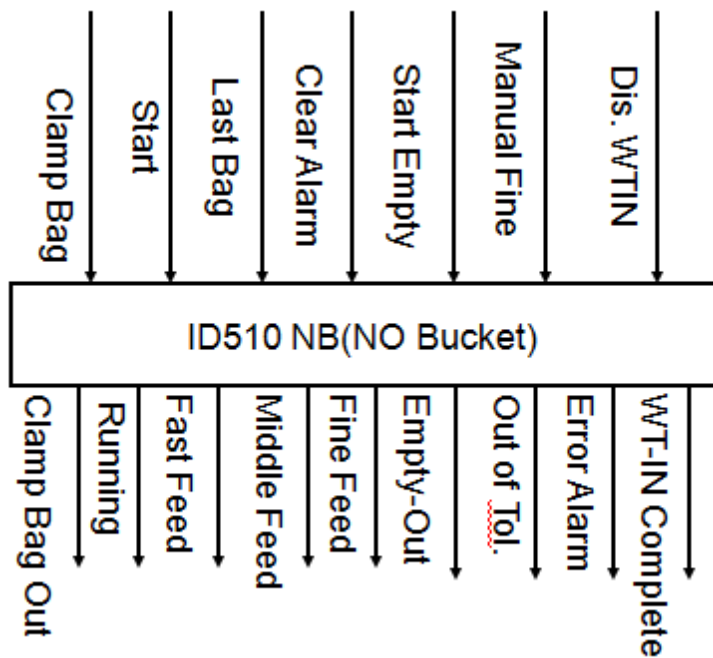 Clamp Bag
Start
Last Bag
Clear Alarm
Start Empty
Manual Fine
Dis. WTIN
ID510 NB(NO Bucket)
Clamp Bag Out
Running
Fast Feed
Middle Feed
Fine Feed
Empty-Out
Out of Tol.
Error Alarm
WT-IN Complete